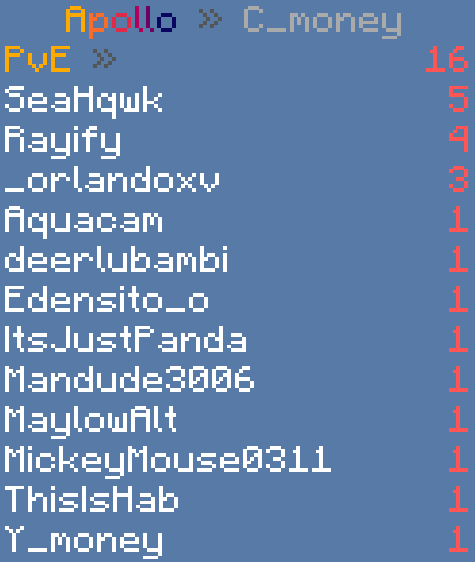 Apollo » C_money
PvE » 16
SeaHqwk 5
Rayify 4
_orlandoxv 3
Aquacam 1
deerlubambi 1
Edensito_o 1
ItsJustPanda 1
Mandude3006 1
MaylowAlt 1
MickeyMouse0311 1
ThisIsHab 1
Y_money 1